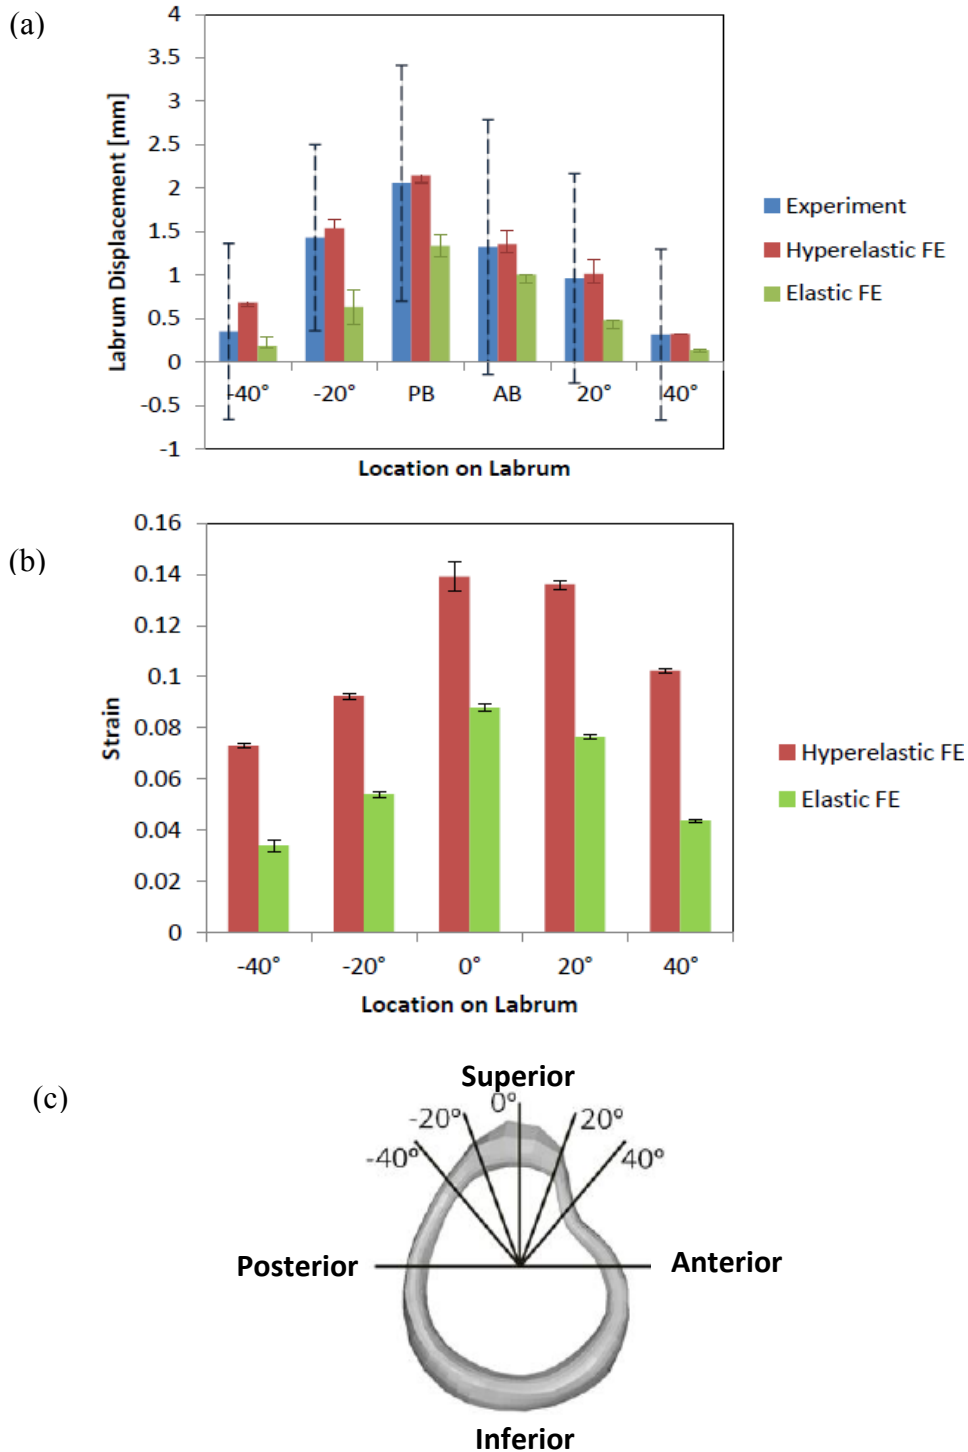 (a)
4
3.5
3
2.5
2
1.5
1
0.5
0
-0.5
-1
Labrum Displacement [mm]
-40° -20° PB AB 20° 40°
Location on Labrum
Experiment
Hyperelastic FE
Elastic FE
(b)
0.16
0.14
0.12
0.1
0.08
0.06
0.04
0.02
0
Strain
-40° -20° 0° 20° 40°
Location on Labrum
Hyperelastic FE
Elastic FE
(c)
Superior
-40° -20° 0° 20° 40°
Posterior Anterior
Inferior